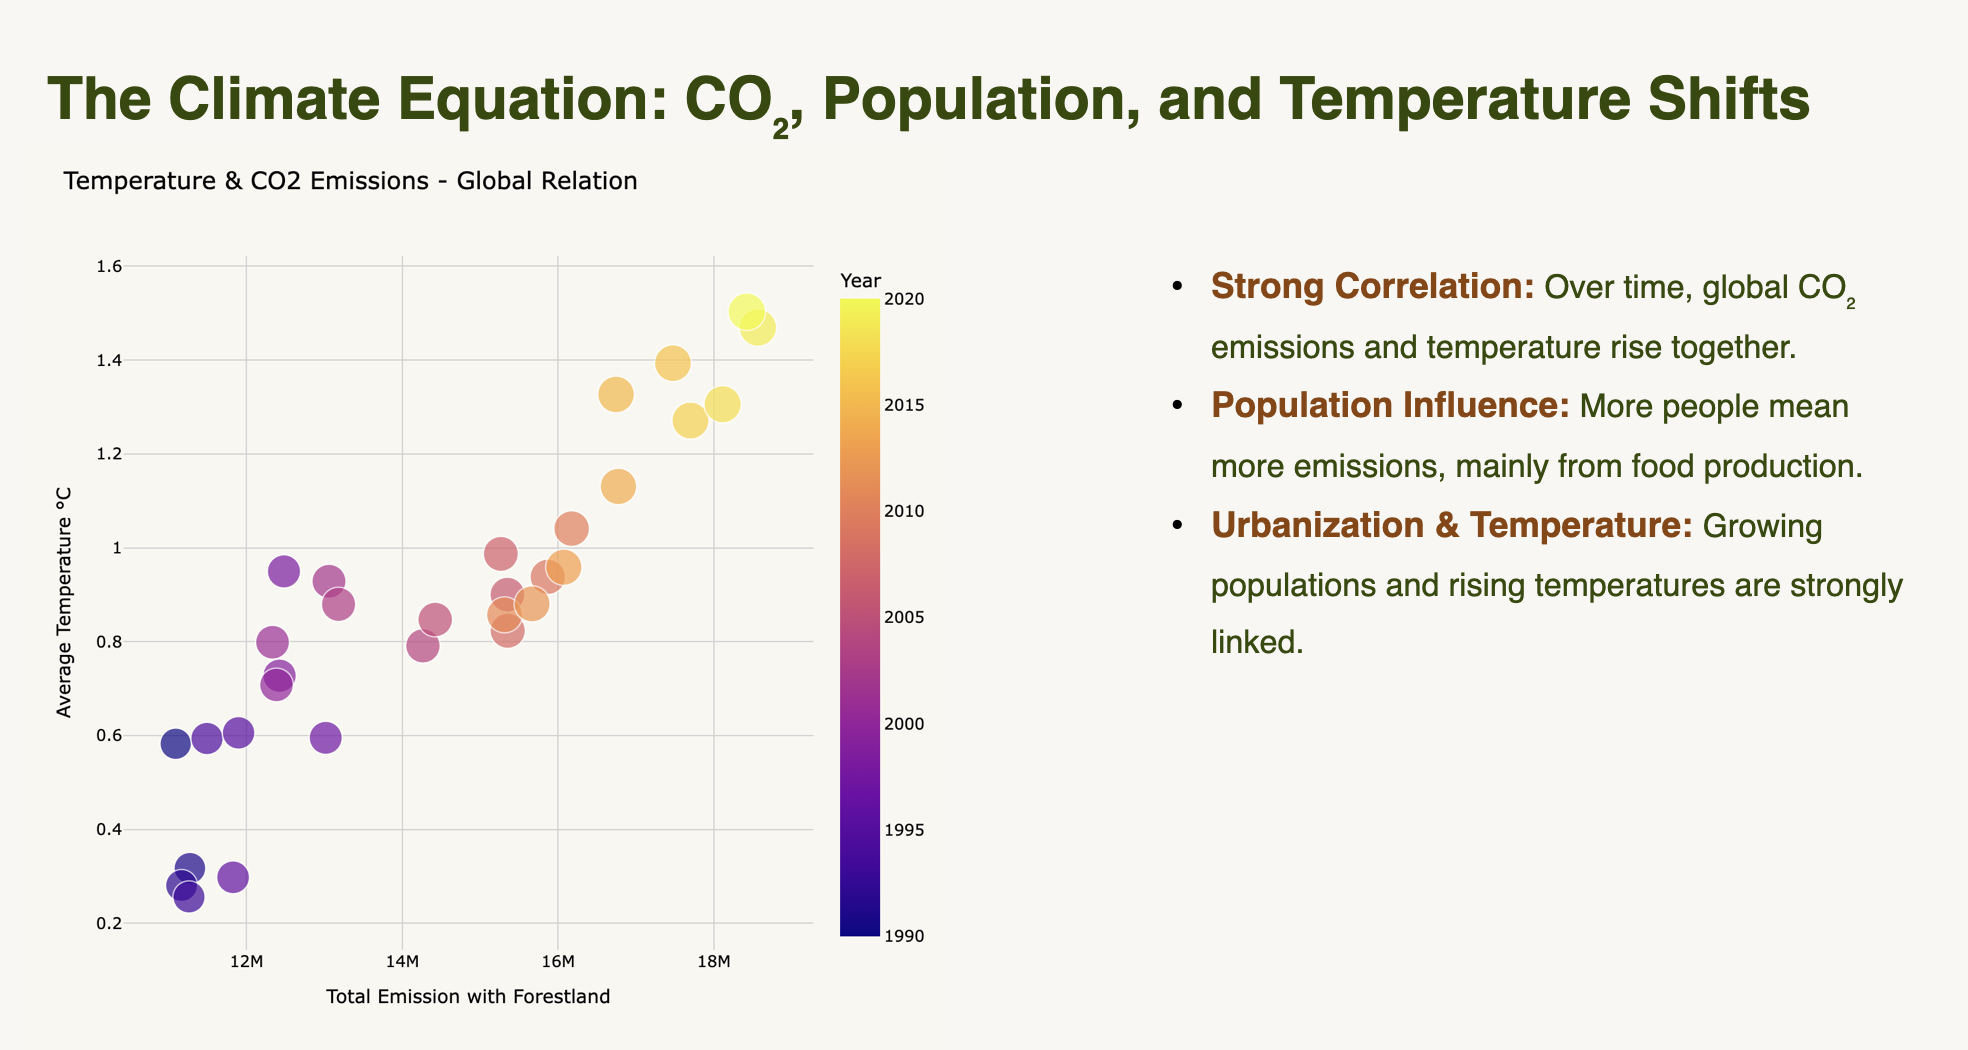 The Climate Equation: CO₂, Population, and Temperature Shifts
Temperature & CO2 Emissions - Global Relation
1.6
1.4
1.2
1
0.8
0.6
0.4
0.2
Average Temperature °C
12M
14M
16M
18M
Total Emission with Forestland
Year
2020
2015
2010
2005
2000
1995
1990
• Strong Correlation: Over time, global CO₂
emissions and temperature rise together.
• Population Influence: More people mean
more emissions, mainly from food production.
• Urbanization & Temperature: Growing
populations and rising temperatures are strongly
linked.